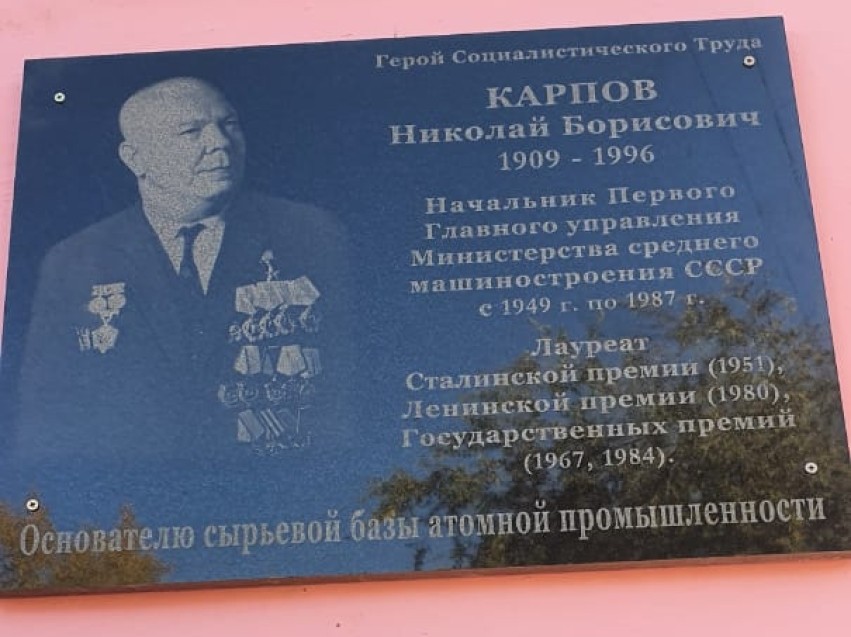 Герой Социалистического Труда
КАРПОВ
Николай Борисович
1909 - 1996
Начальник Первого
Главного управления
Министерства среднего
машиностроения СССР
с 1949 г. по 1987 г.
Лауреат
Сталинской премии (1951),
Ленинской премии (1980),
Государственных премий
(1967, 1984).
Основателю сырьевой базы атомной промышленности